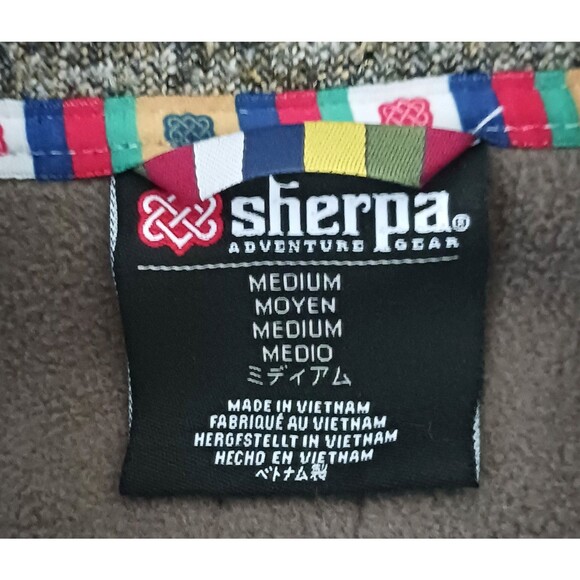 sherpa®
ADVENTURE GEAR
MEDIUM
MOYEN
MEDIUM
MEDIO
ミディアム
MADE IN VIETNAM
FABRIQUÉ AU VIETNAM
HERGESTELLT IN VIETNAM
HECHO EN VIETNAM
ベトナム製